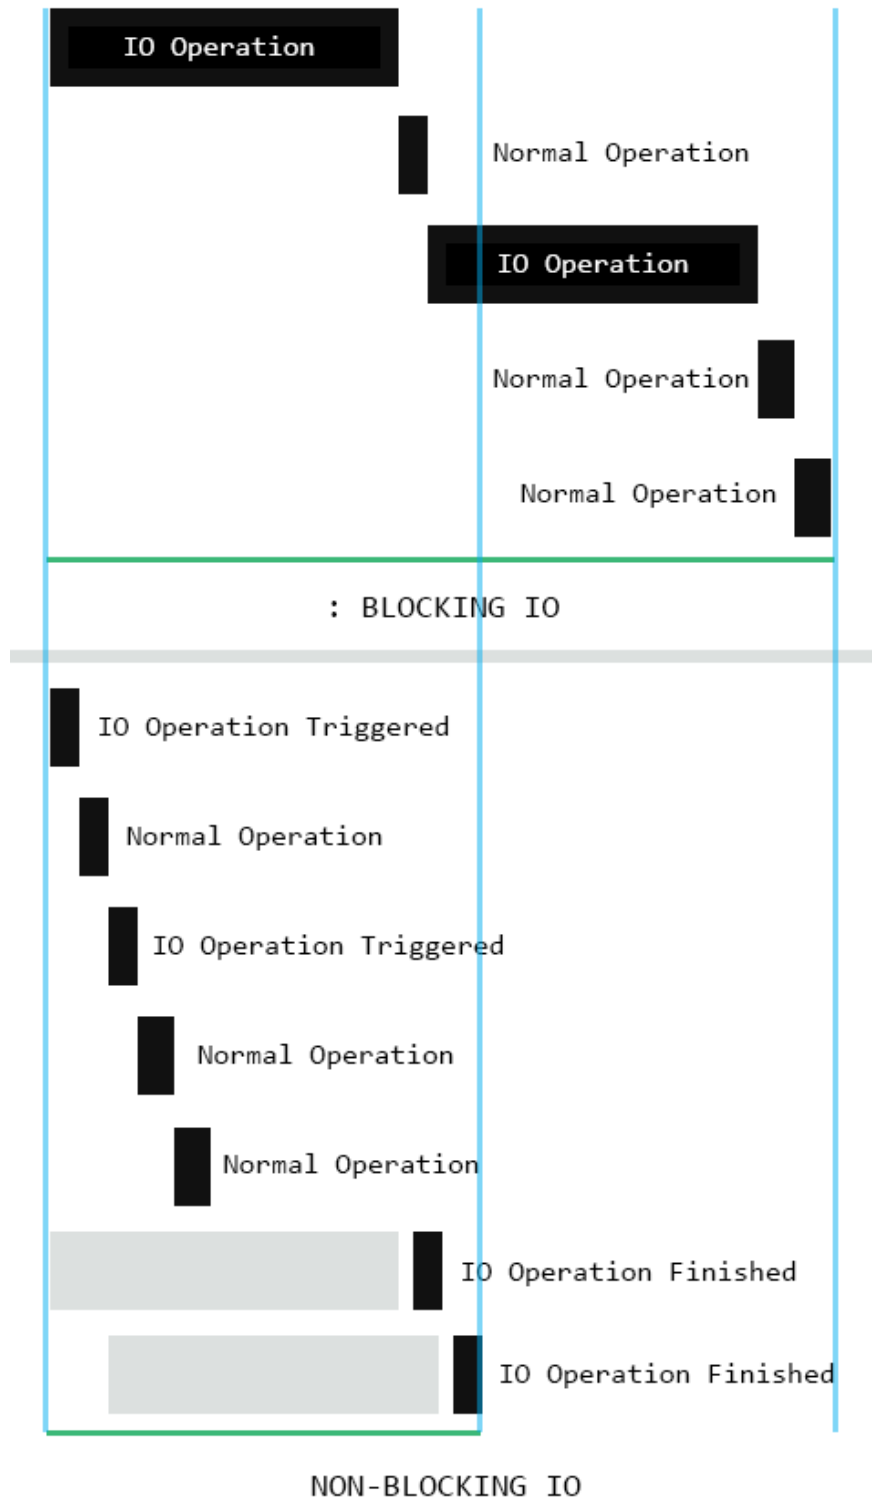 IO Operation
Normal Operation
IO Operation
Normal Operation
Normal Operation
: BLOCKING IO
IO Operation Triggered
Normal Operation
IO Operation Triggered
Normal Operation
Normal Operation
IO Operation Finished
IO Operation Finished
NON-BLOCKING IO